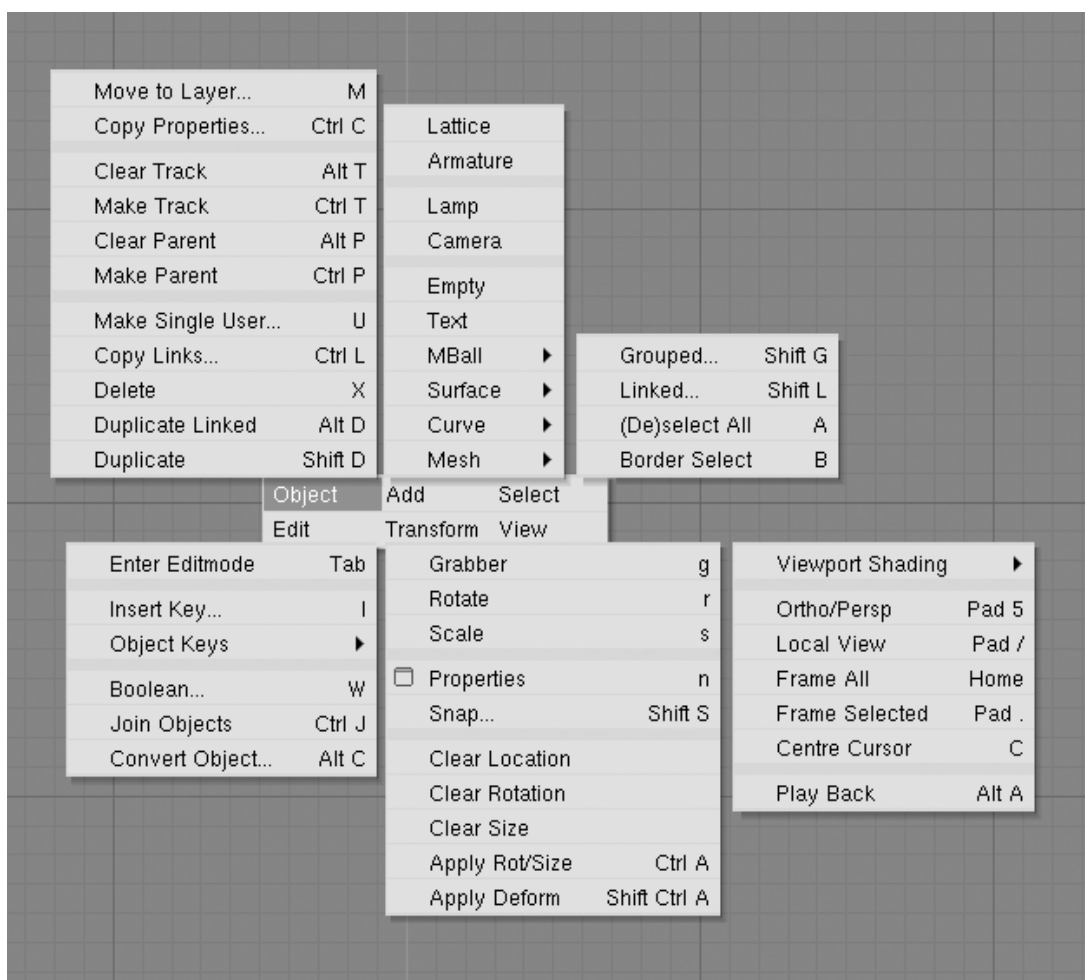 Move to Layer... M
Copy Properties... Ctrl C
Clear Track Alt T
Make Track Ctrl T
Clear Parent Alt P
Make Parent Ctrl P
Make Single User... U
Copy Links... Ctrl L
Delete X
Duplicate Linked Alt D
Duplicate Shift D
Lattice
Armature
Lamp
Camera
Empty
Text
MBall
Surface
Curve
Mesh
Grouped... Shift G
Linked... Shift L
(De)select All A
Border Select B
Object Add Select
Edit Transform View
Enter Editmode Tab
Insert Key... I
Object Keys
Boolean... W
Join Objects Ctrl J
Convert Object... Alt C
Grabber g
Rotate r
Scale s
Properties n
Snap... Shift S
Clear Location
Clear Rotation
Clear Size
Apply Rot/Size Ctrl A
Apply Deform Shift Ctrl A
Viewport Shading
Ortho/Persp Pad 5
Local View Pad /
Frame All Home
Frame Selected Pad .
Centre Cursor C
Play Back Alt A